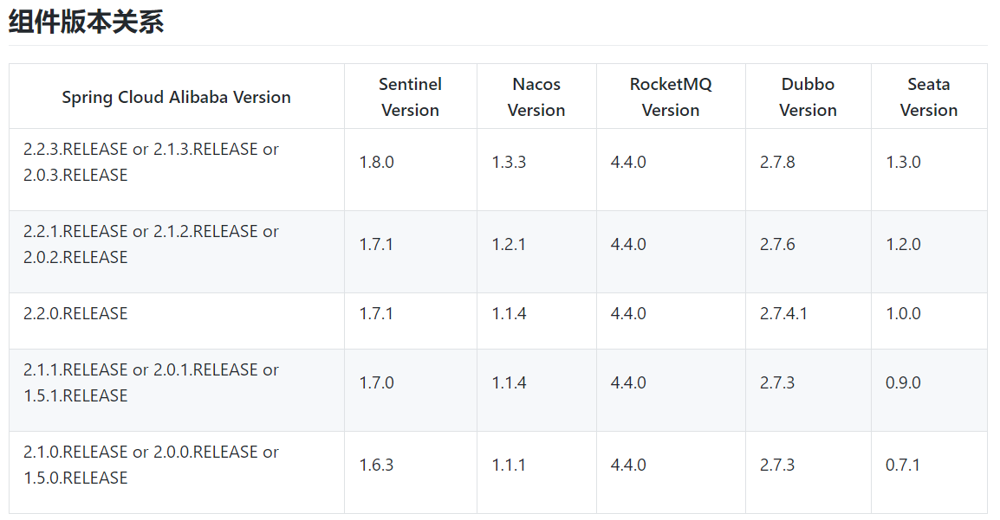 组件版本关系
Spring Cloud Alibaba Version
Sentinel
Version
Nacos
Version
RocketMQ
Version
Dubbo
Version
Seata
Version
2.2.3.RELEASE or 2.1.3.RELEASE or
2.0.3.RELEASE
1.8.0
1.3.3
4.4.0
2.7.8
1.3.0
2.2.1.RELEASE or 2.1.2.RELEASE or
2.0.2.RELEASE
1.7.1
1.2.1
4.4.0
2.7.6
1.2.0
2.2.0.RELEASE
1.7.1
1.1.4
4.4.0
2.7.4.1
1.0.0
2.1.1.RELEASE or 2.0.1.RELEASE or
1.5.1.RELEASE
1.7.0
1.1.4
4.4.0
2.7.3
0.9.0
2.1.0.RELEASE or 2.0.0.RELEASE or
1.5.0.RELEASE
1.6.3
1.1.1
4.4.0
2.7.3
0.7.1